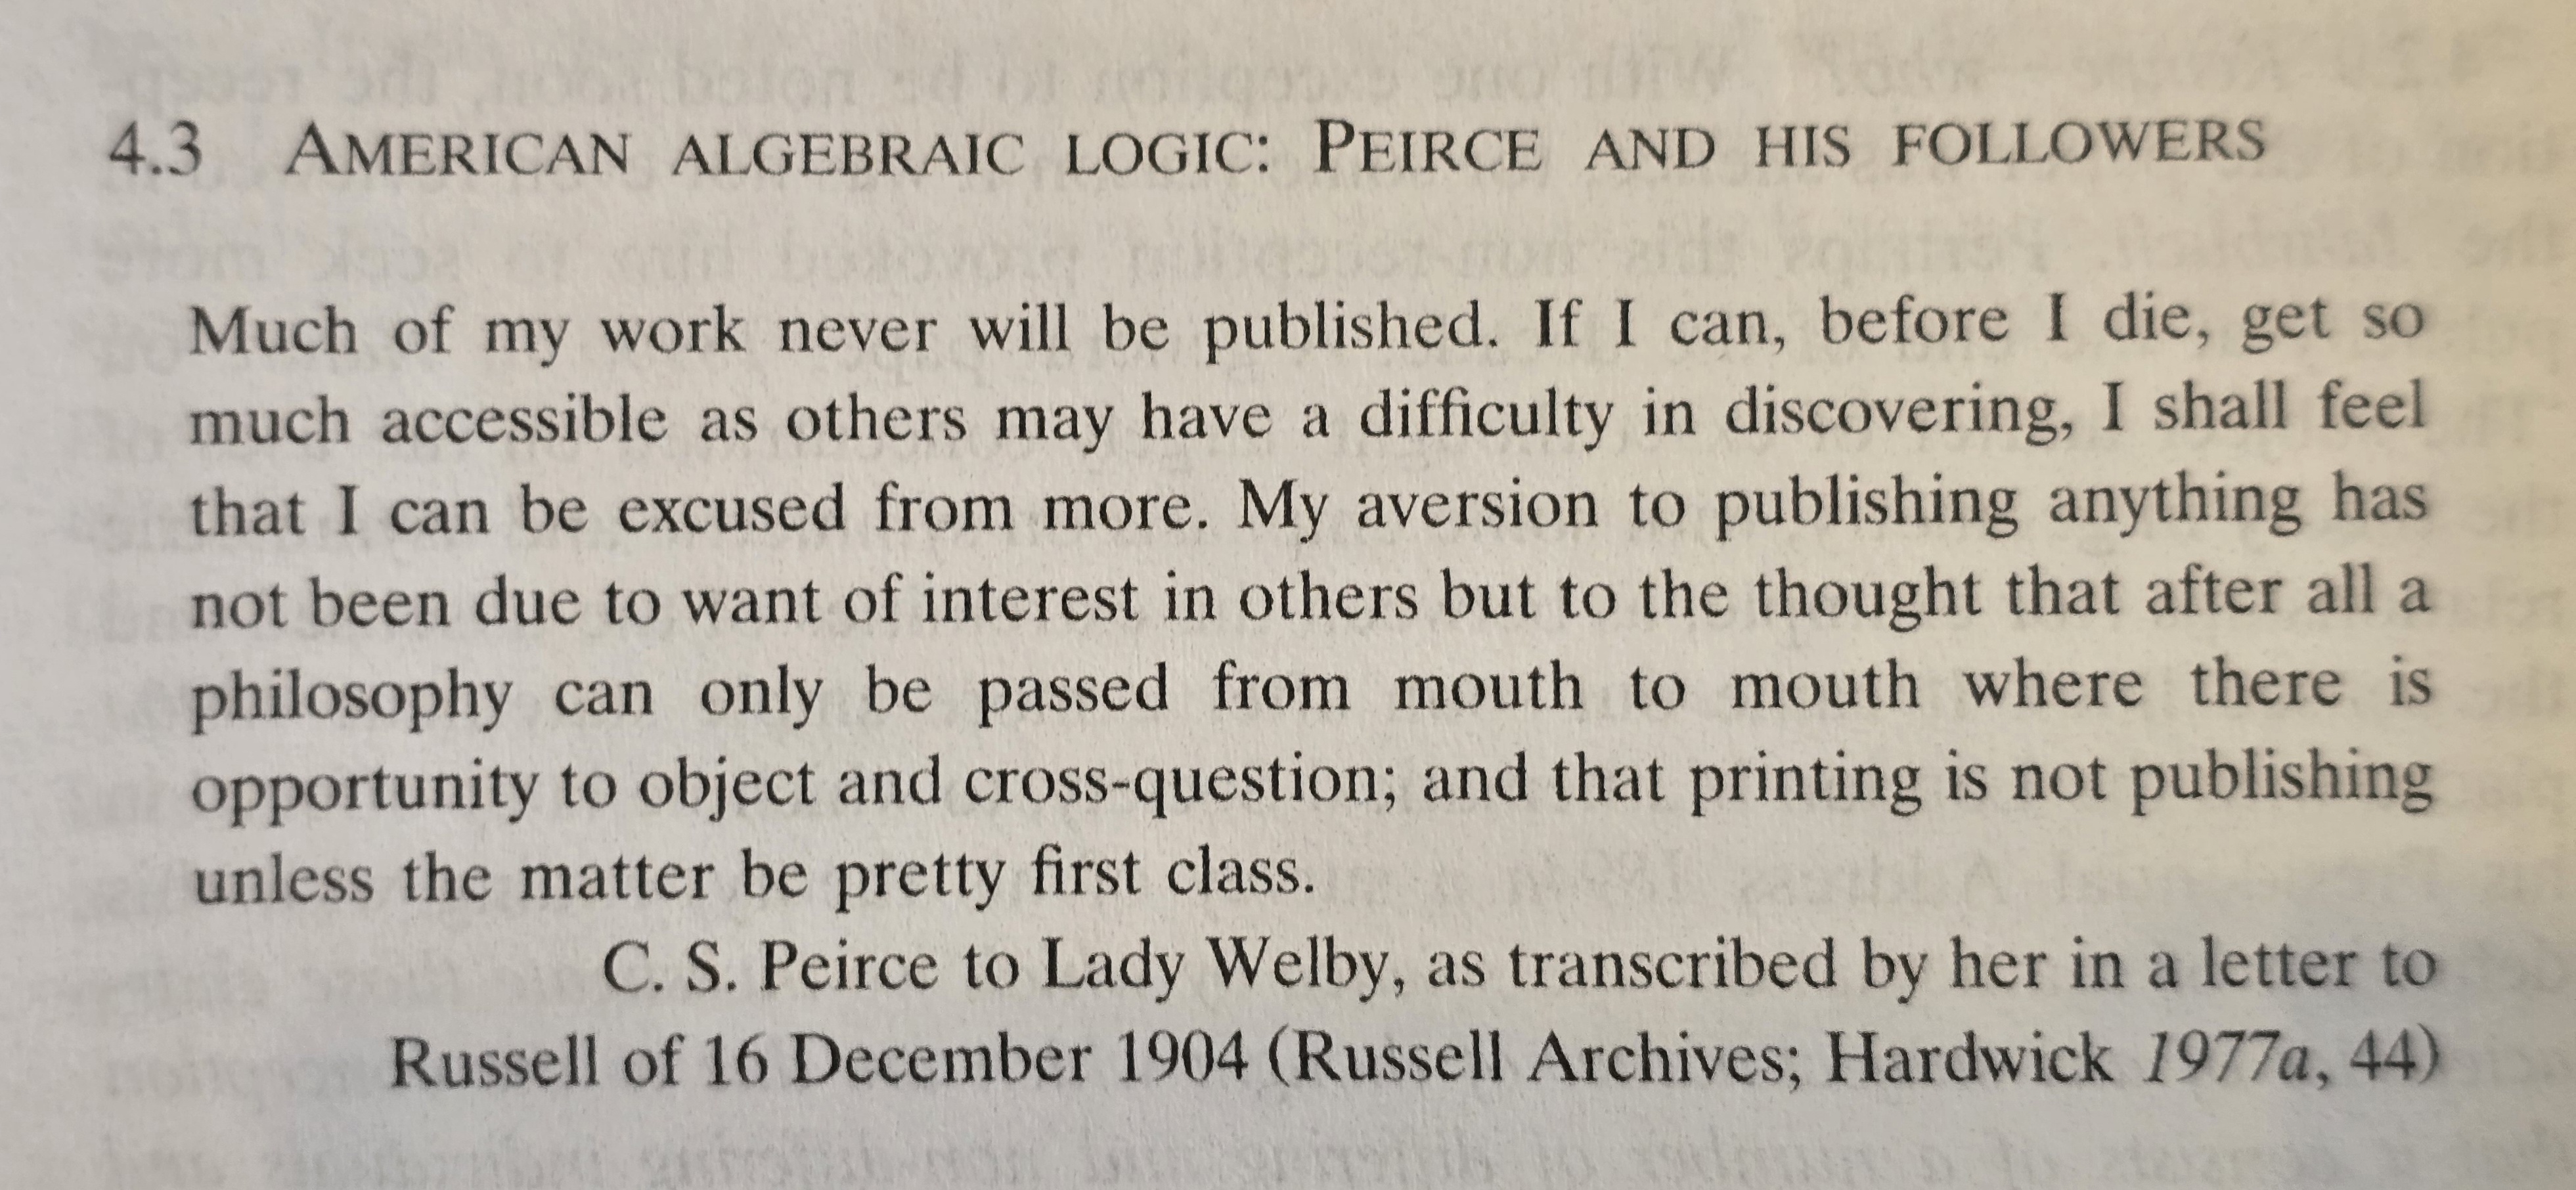 4.3 AMERICAN ALGEBRAIC LOGIC: PEIRCE AND HIS FOLLOWERS
Much of my work never will be published. If I can, before I die, get so
much accessible as others may have a difficulty in discovering, I shall feel
that I can be excused from more. My aversion to publishing anything has
not been due to want of interest in others but to the thought that after all a
philosophy can only be passed from mouth to mouth where there is
opportunity to object and cross-question; and that printing is not publishing
unless the matter be pretty first class.
C. S. Peirce to Lady Welby, as transcribed by her in a letter to
Russell of 16 December 1904 (Russell Archives; Hardwick 1977a, 44)